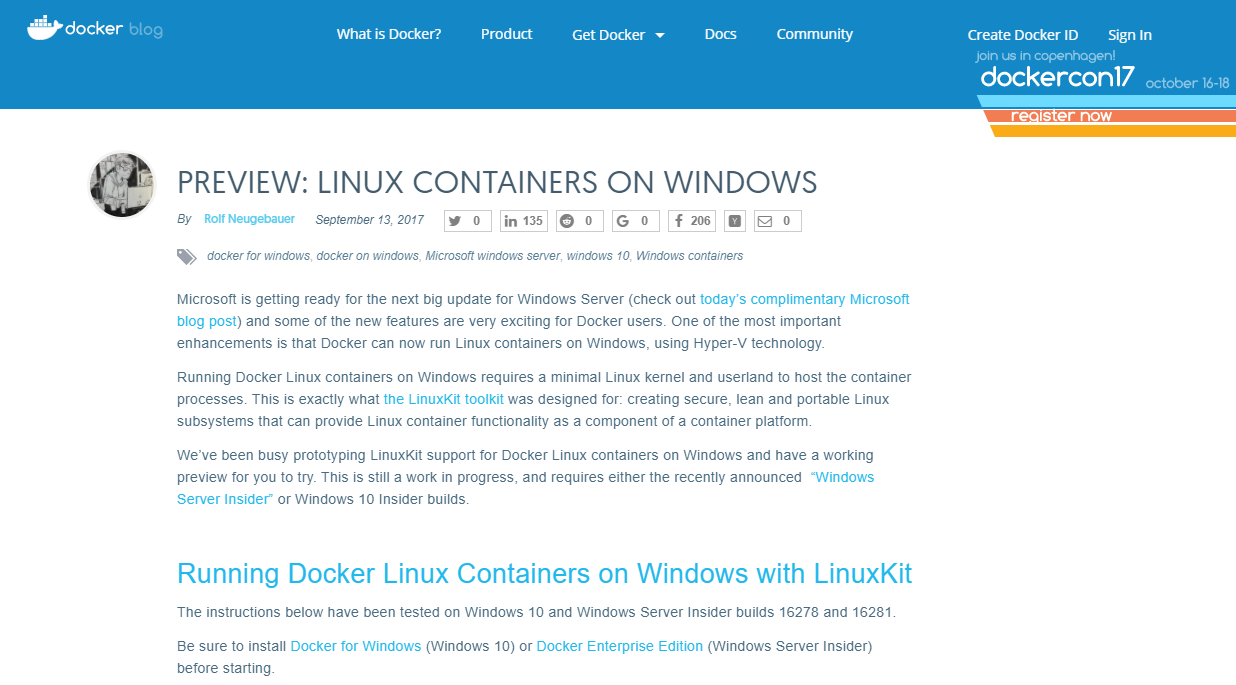 docker blog
What is Docker?
Product
Get Docker
Docs
Community
Create Docker ID
Sign In
join us in copenhagen!
dockercon17 october 16-18
register now
PREVIEW: LINUX CONTAINERS ON WINDOWS
By Rolf Neugebauer September 13, 2017 0 135 0 0 206 0
docker for windows, docker on windows, Microsoft windows server, windows 10, Windows containers
Microsoft is getting ready for the next big update for Windows Server (check out today’s complimentary Microsoft
blog post) and some of the new features are very exciting for Docker users. One of the most important
enhancements is that Docker can now run Linux containers on Windows, using Hyper-V technology.
Running Docker Linux containers on Windows requires a minimal Linux kernel and userland to host the container
processes. This is exactly what the LinuxKit toolkit was designed for: creating secure, lean and portable Linux
subsystems that can provide Linux container functionality as a component of a container platform.
We’ve been busy prototyping LinuxKit support for Docker Linux containers on Windows and have a working
preview for you to try. This is still a work in progress, and requires either the recently announced “Windows
Server Insider” or Windows 10 Insider builds.
Running Docker Linux Containers on Windows with LinuxKit
The instructions below have been tested on Windows 10 and Windows Server Insider builds 16278 and 16281.
Be sure to install Docker for Windows (Windows 10) or Docker Enterprise Edition (Windows Server Insider)
before starting.